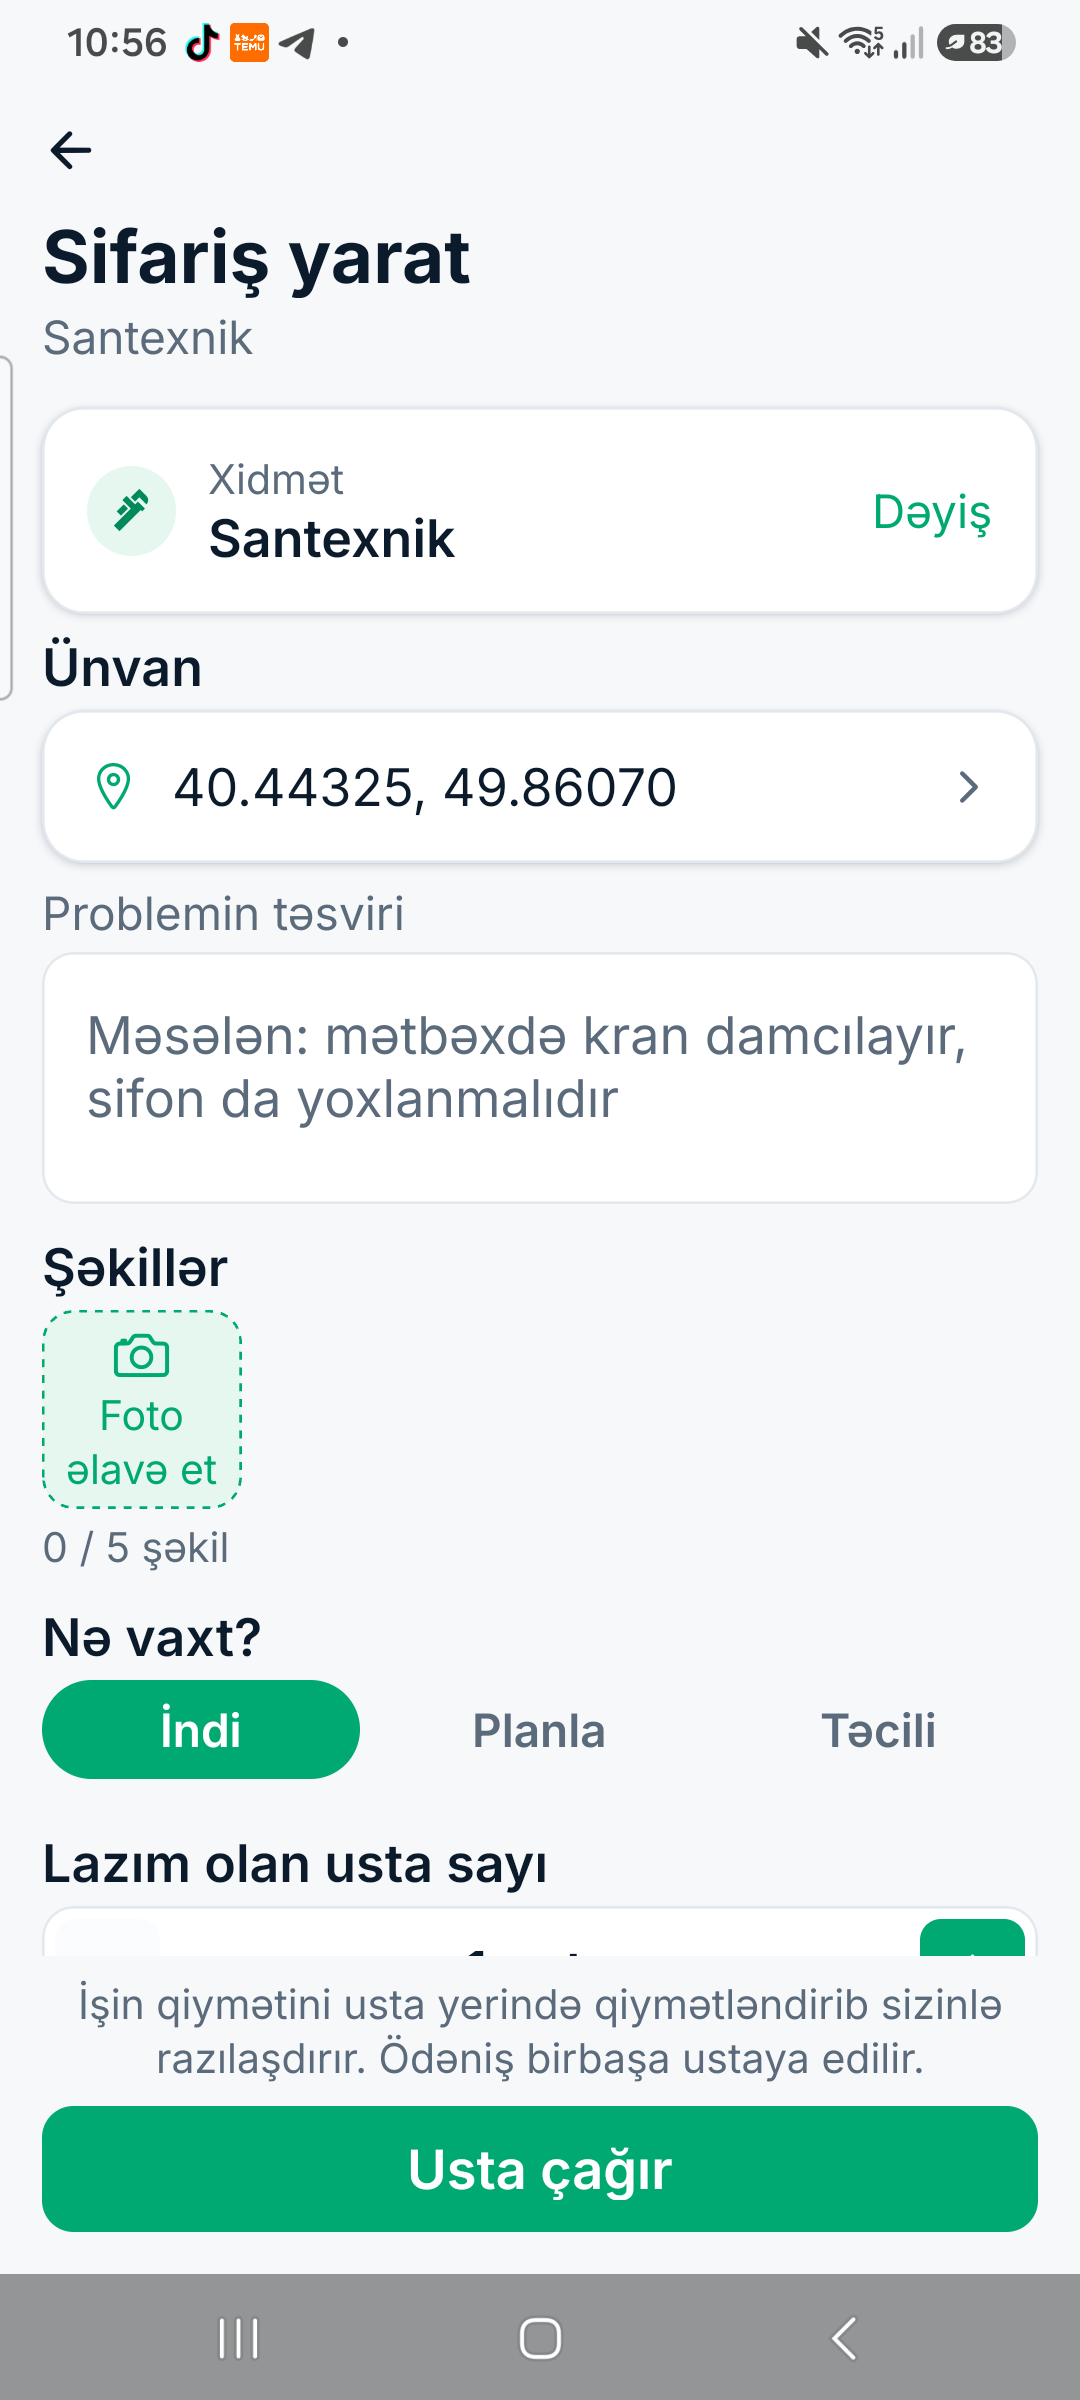 10:56
TEMU
5
83
Sifariş yarat
Santexnik
Xidmət
Santexnik
Dəyiş
Ünvan
40.44325, 49.86070
Problemin təsviri
Məsələn: mətbəxdə kran damcılayır,
sifon da yoxlanmalıdır
Şəkillər
Foto
əlavə et
0 / 5 şəkil
Nə vaxt?
İndi
Planla
Təcili
Lazım olan usta sayı
İşin qiymətini usta yerində qiymətləndirib sizinlə
razılaşdırır. Ödəniş birbaşa ustaya edilir.
Usta çağır